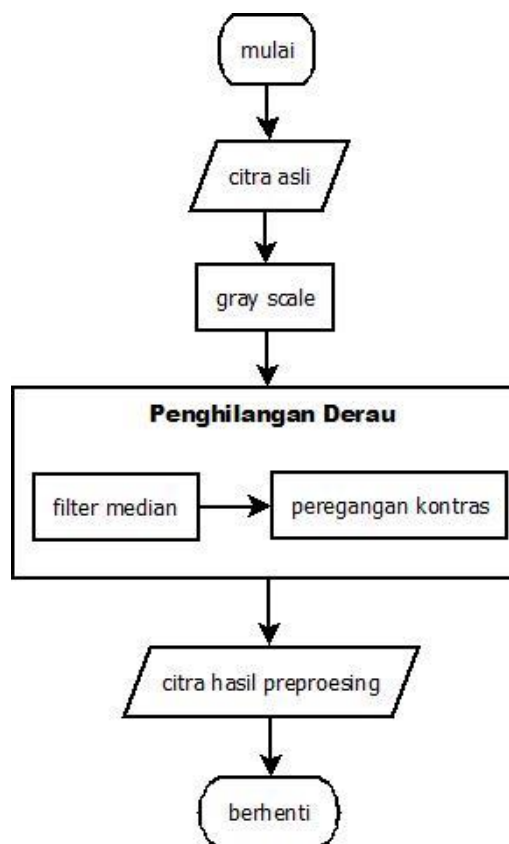 mulai
citra asli
gray scale
Penghilangan Derau
filter median
peregangan kontras
citra hasil preproesing
berhenti